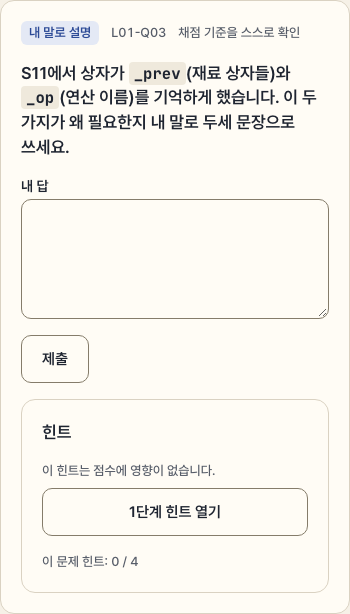 내 말로 설명 L01-Q03 채점 기준을 스스로 확인
S11에서 상자가 _prev (재료 상자들)와
_op (연산 이름)를 기억하게 했습니다. 이 두
가지가 왜 필요한지 내 말로 두세 문장으로
쓰세요.
내 답
제출
힌트
이 힌트는 점수에 영향이 없습니다.
1단계 힌트 열기
이 문제 힌트: 0 / 4